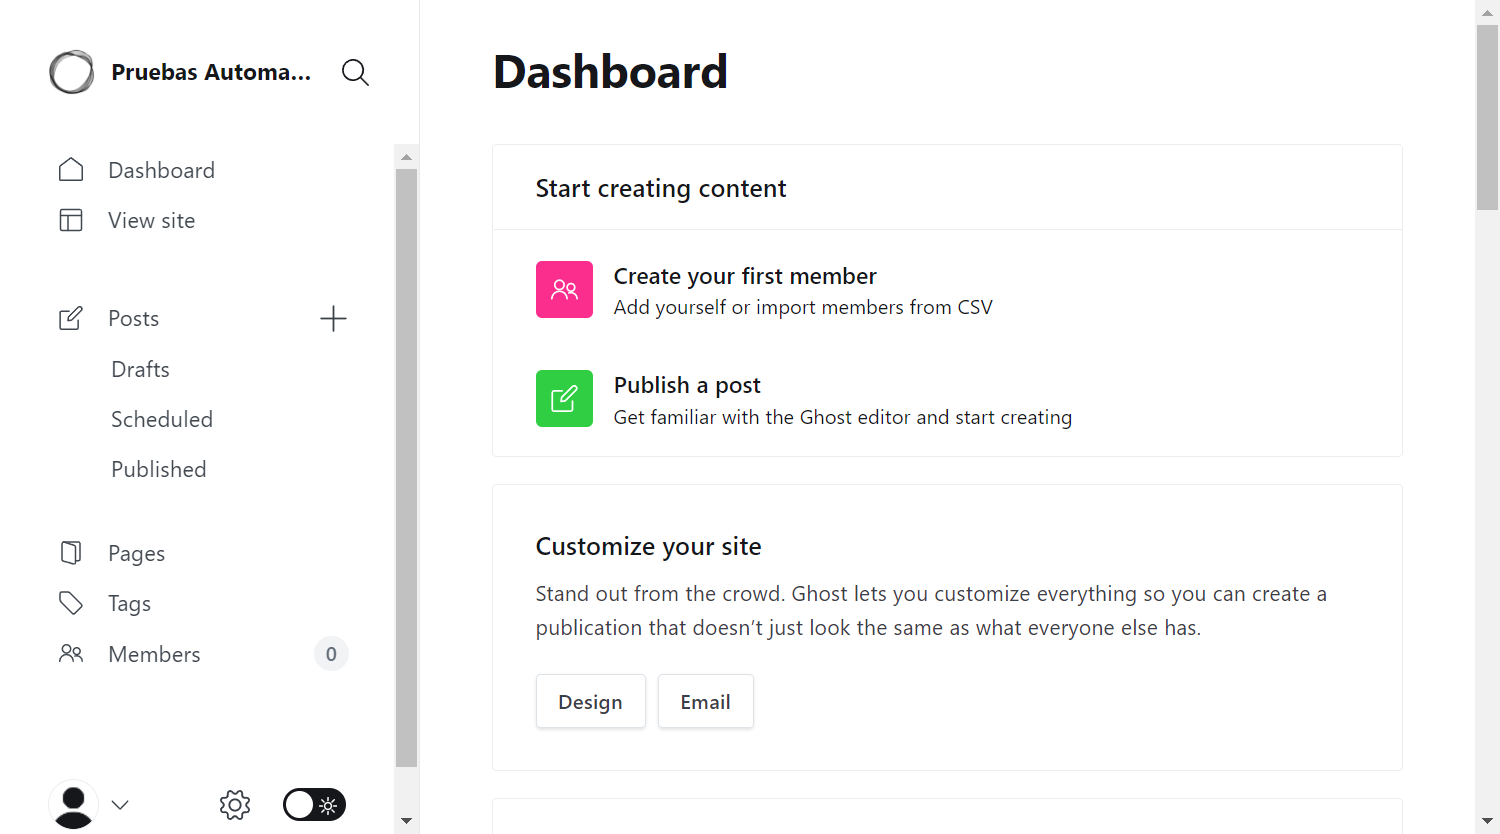 Pruebas Automa...
Dashboard
View site
Posts
Drafts
Scheduled
Published
Pages
Tags
Members
0
Dashboard
Start creating content
Create your first member
Add yourself or import members from CSV
Publish a post
Get familiar with the Ghost editor and start creating
Customize your site
Stand out from the crowd. Ghost lets you customize everything so you can create a
publication that doesn’t just look the same as what everyone else has.
Design
Email